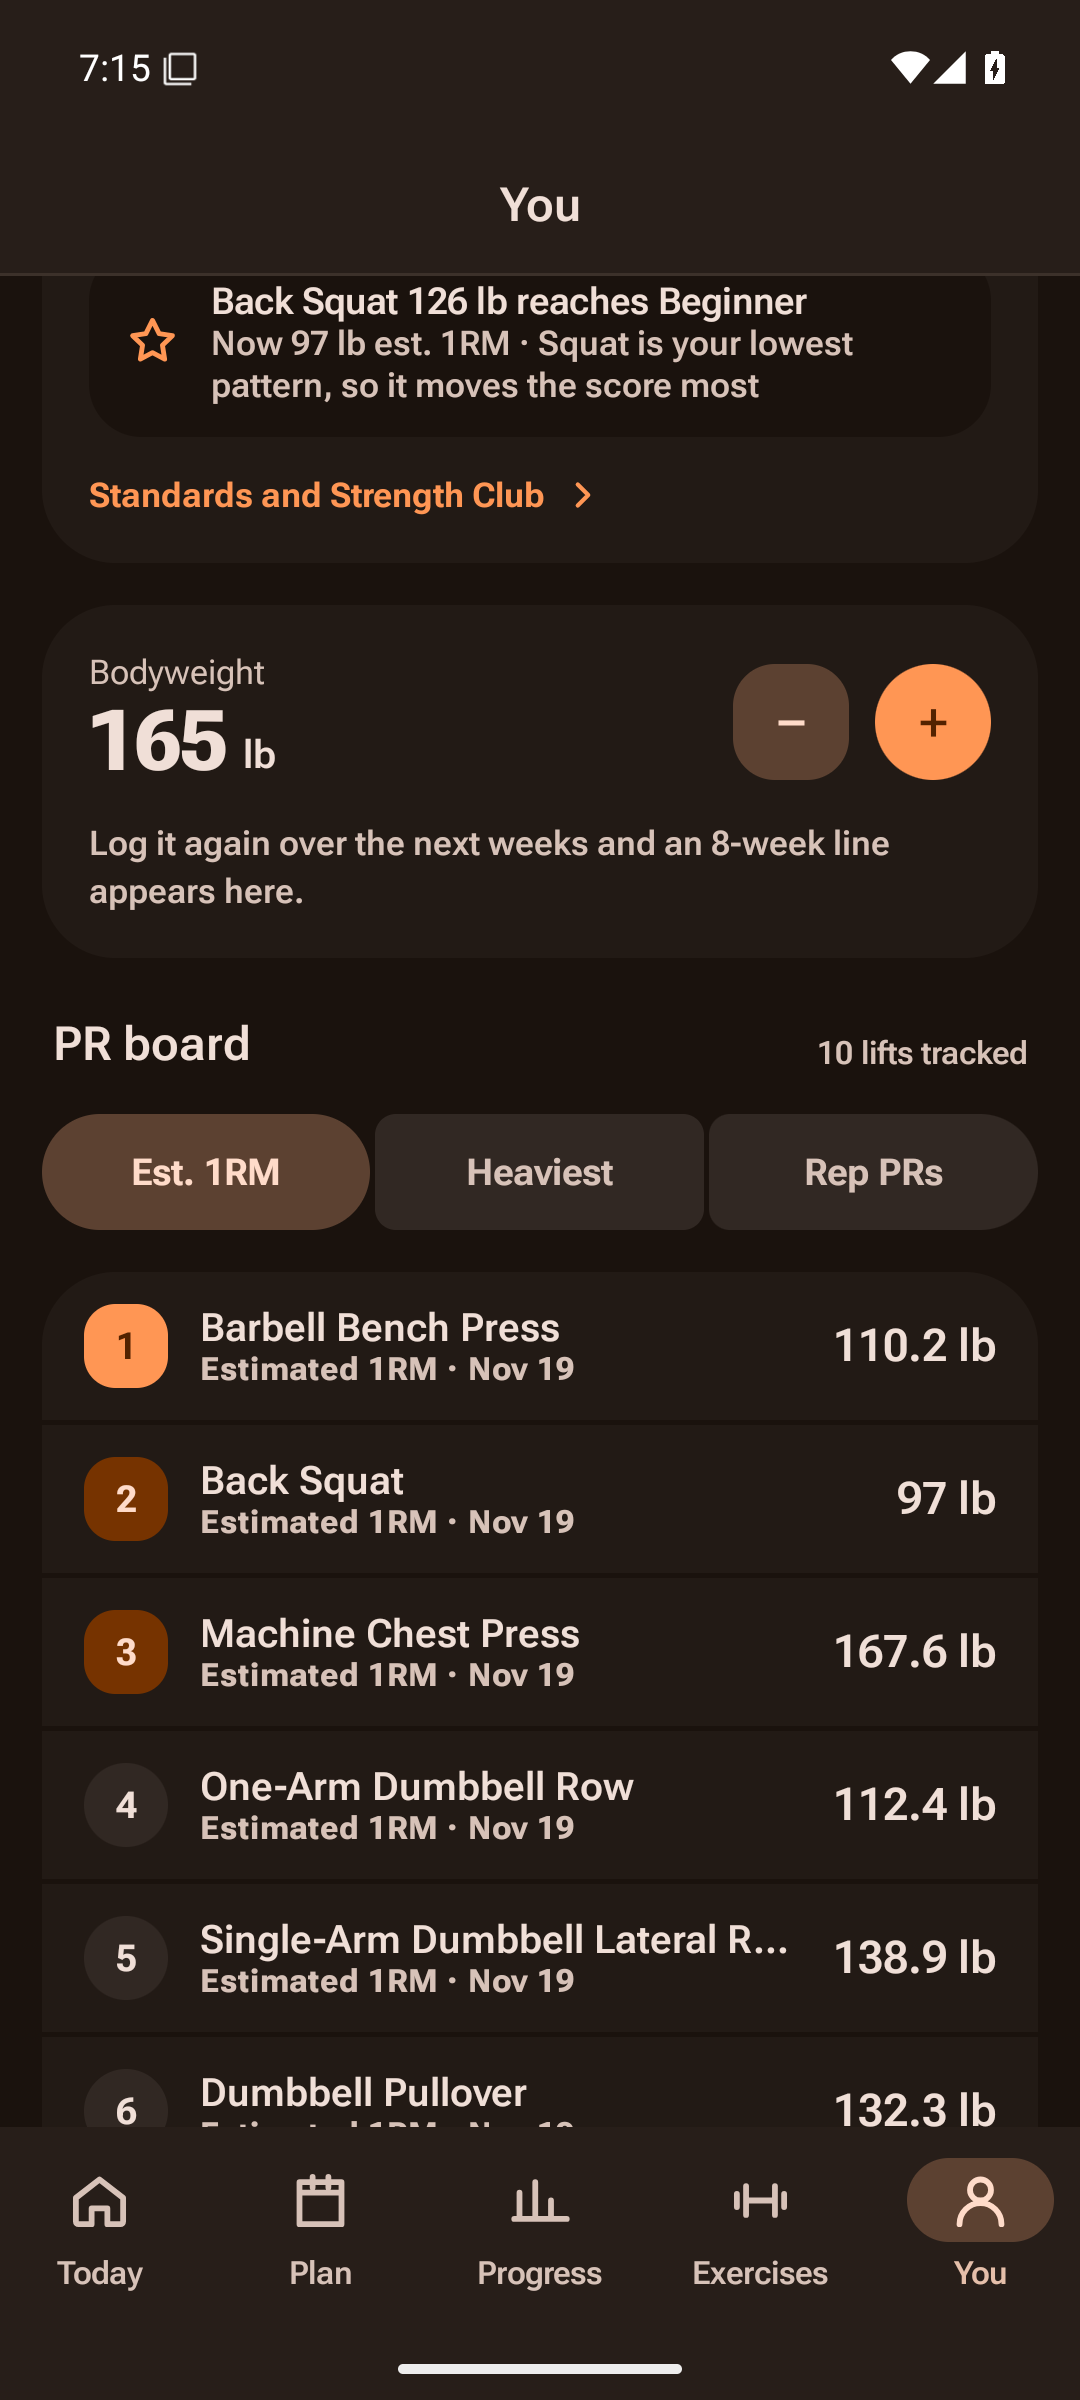 7:15
You
Back Squat 126 lb reaches Beginner
Now 97 lb est. 1RM · Squat is your lowest
pattern, so it moves the score most
Standards and Strength Club
Bodyweight
165 lb
Log it again over the next weeks and an 8-week line
appears here.
PR board
10 lifts tracked
Est. 1RM
Heaviest
Rep PRs
1
Barbell Bench Press
Estimated 1RM · Nov 19
110.2 lb
2
Back Squat
Estimated 1RM · Nov 19
97 lb
3
Machine Chest Press
Estimated 1RM · Nov 19
167.6 lb
4
One-Arm Dumbbell Row
Estimated 1RM · Nov 19
112.4 lb
5
Single-Arm Dumbbell Lateral R...
Estimated 1RM · Nov 19
138.9 lb
6
Dumbbell Pullover
132.3 lb
Today
Plan
Progress
Exercises
You